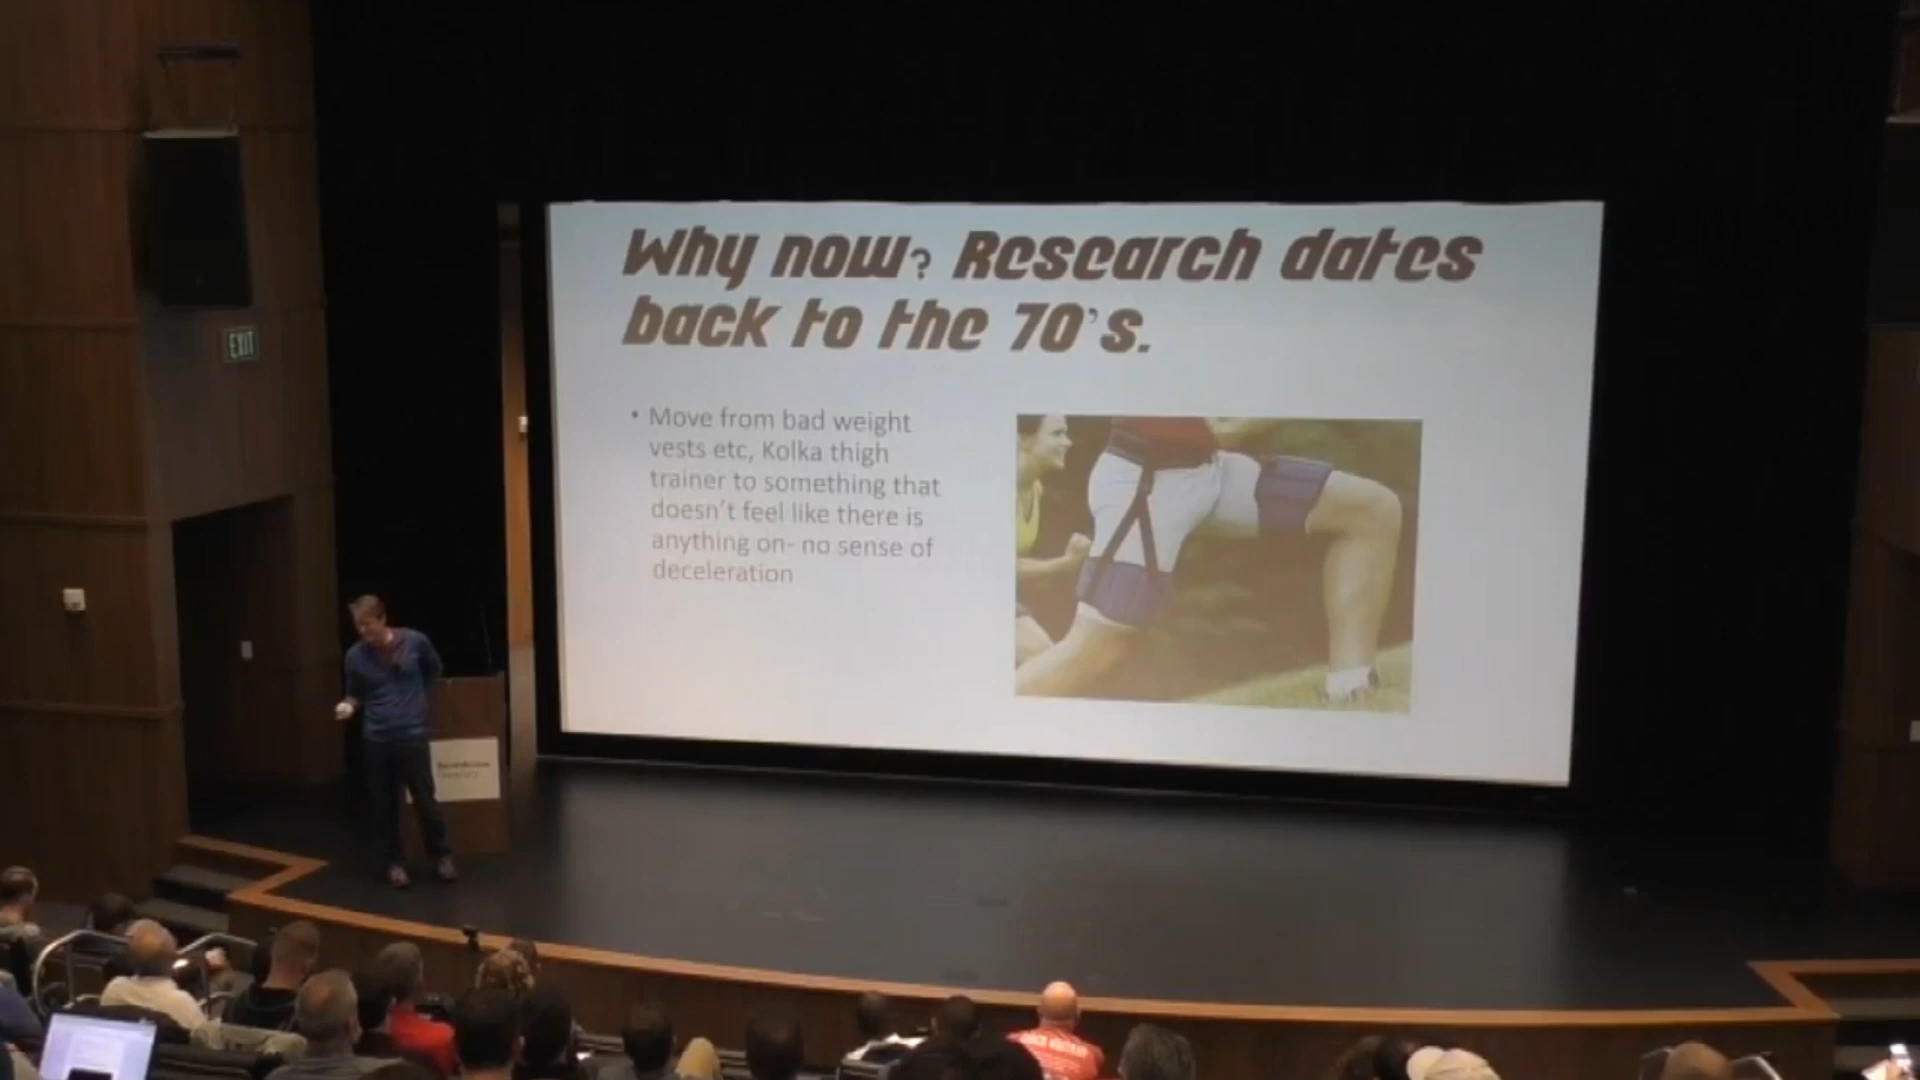 Why now? Research dates
back to the 70's.
• Move from bad weight
vests etc, Kolka thigh
trainer to something that
doesn't feel like there is
anything on- no sense of
deceleration
EXIT